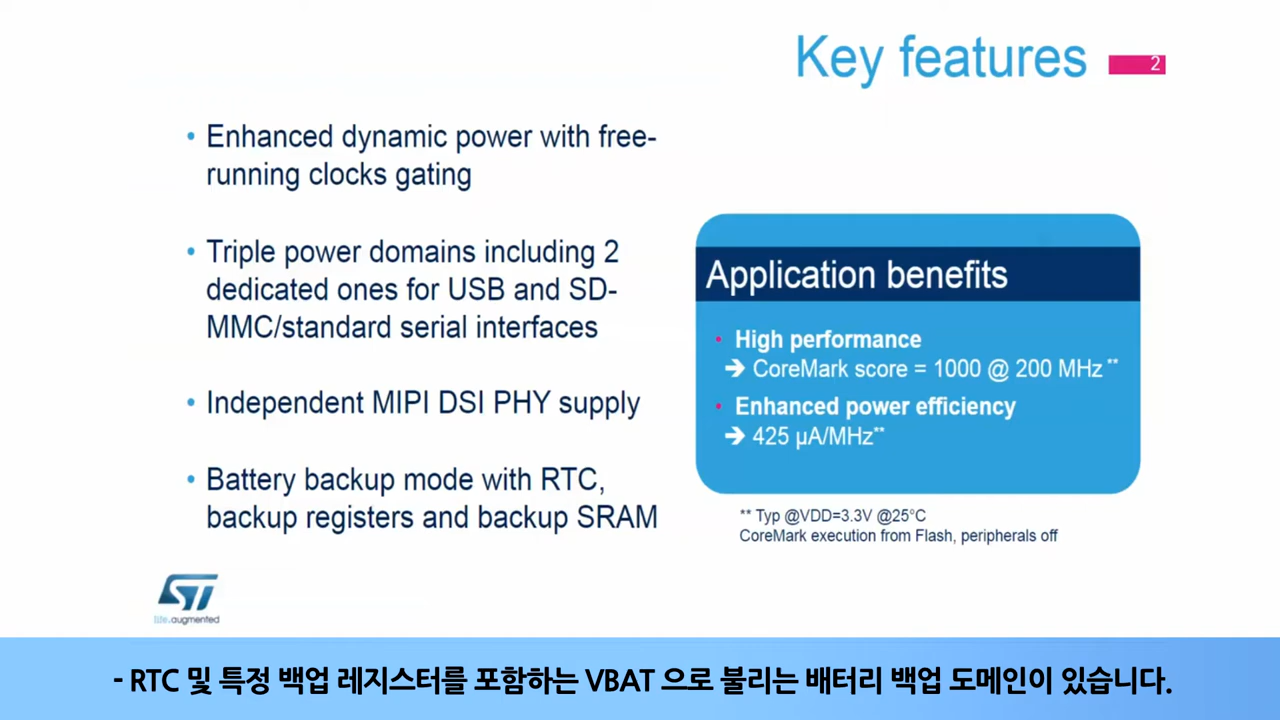 Key features
2
• Enhanced dynamic power with free-
running clocks gating
• Triple power domains including 2
dedicated ones for USB and SD-
MMC/standard serial interfaces
• Independent MIPI DSI PHY supply
• Battery backup mode with RTC,
backup registers and backup SRAM
Application benefits
• High performance
➔ CoreMark score = 1000 @ 200 MHz **
• Enhanced power efficiency
➔ 425 µA/MHz**
** Typ @VDD=3.3V @25°C
CoreMark execution from Flash, peripherals off
ST
life.augmented
- RTC 및 특정 백업 레지스터를 포함하는 VBAT 으로 불리는 배터리 백업 도메인이 있습니다.